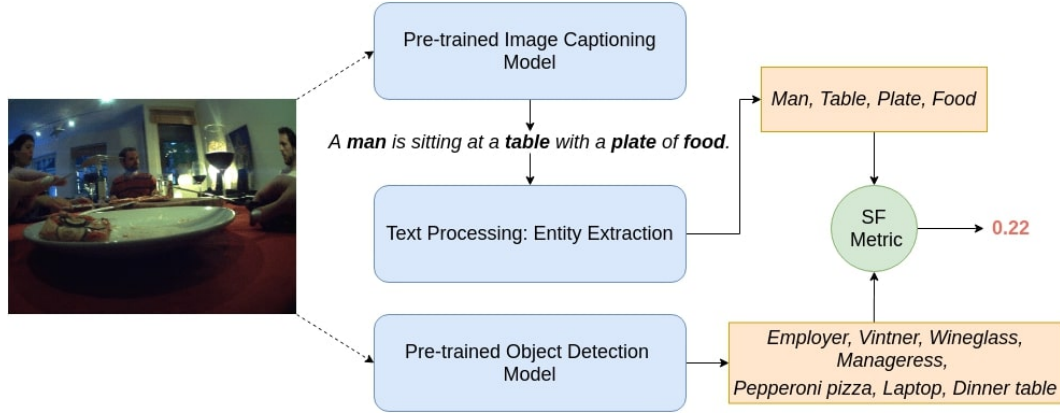 Pre-trained Image Captioning
Model
A man is sitting at a table with a plate of food.
Text Processing: Entity Extraction
Pre-trained Object Detection
Model
Man, Table, Plate, Food
SF
Metric
0.22
Employer, Vintner, Wineglass,
Manageress,
Pepperoni pizza, Laptop, Dinner table